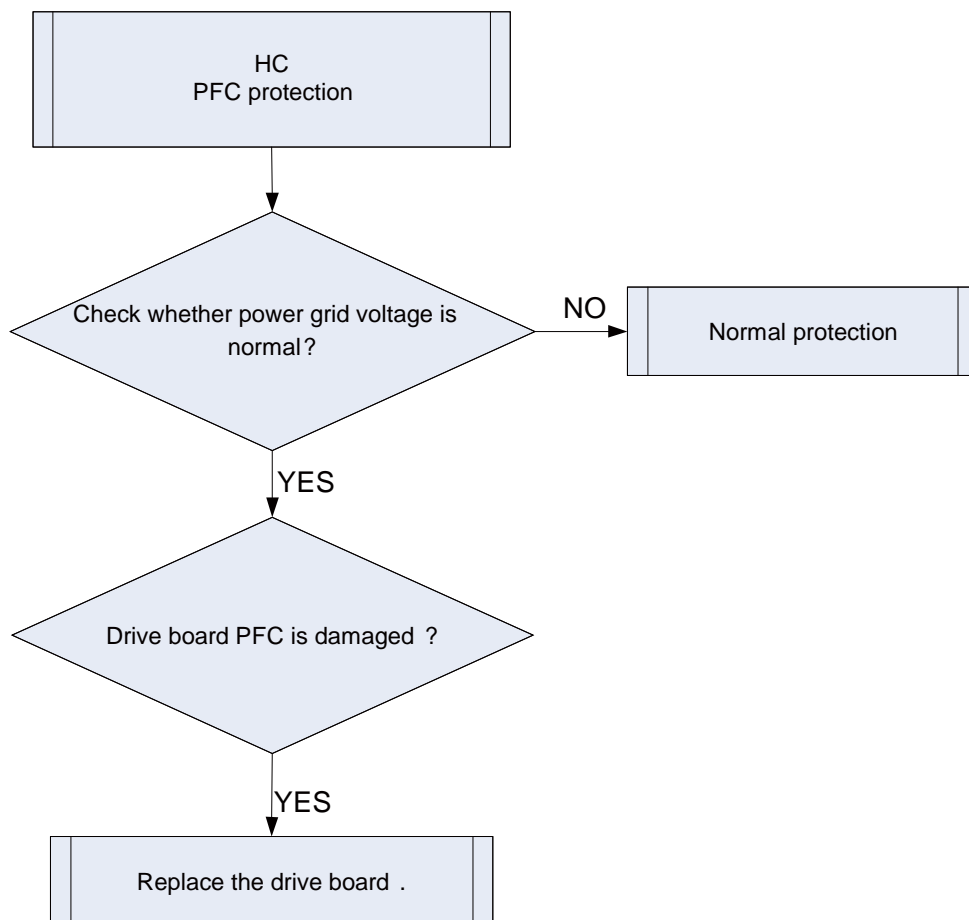 HC
PFC protection
Check whether power grid voltage is
normal?
NO
Normal protection
YES
Drive board PFC is damaged ?
YES
Replace the drive board .